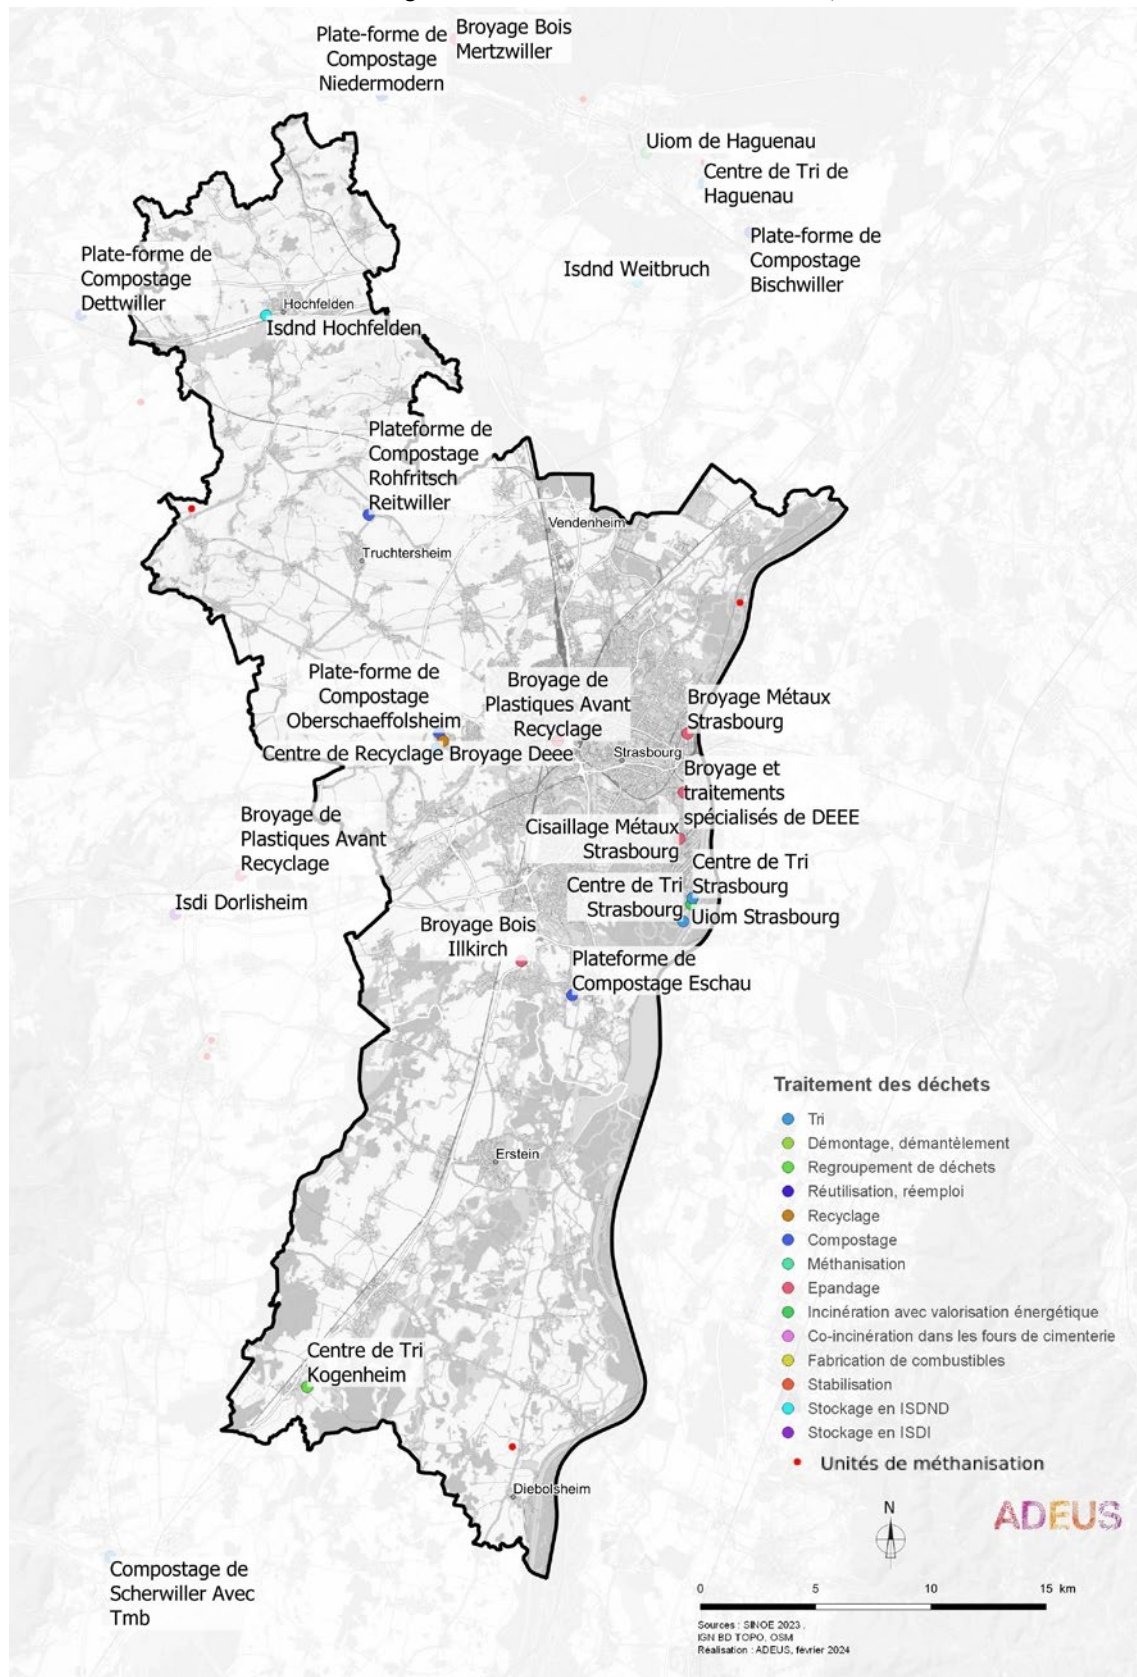 Broyage Bois
Mertzwiller
Plate-forme de
Compostage
Niedermodern
Uiom de Haguenau
Centre de Tri de
Haguenau
Plate-forme de
Compostage
Bischwiller
Isdnd Weitbruch
Plate-forme de
Compostage
Dettwiller
Hochfelden
Isdnd Hochfelden
Plateforme de
Compostage
Rohfritsch
Reitwiller
Vendenheim
Truchtersheim
Plate-forme de
Compostage
Oberschaeffolsheim
Centre de Recyclage Broyage Deee
Broyage de
Plastiques Avant
Recyclage
Broyage Métaux
Strasbourg
Strasbourg
Broyage et
traitements
spécialisés de DEEE
Broyage de
Plastiques Avant
Recyclage
Cisaillage Métaux
Strasbourg
Centre de Tri
Strasbourg
Centre de Tri
Strasbourg
Uiom Strasbourg
Isdi Dorlisheim
Broyage Bois
Illkirch
Plateforme de
Compostage Eschau
Erstein
Centre de Tri
Kogenheim
Diebolsheim
Compostage de
Scherwiller Avec
Tmb
Traitement des déchets
Tri
Démontage, démantèlement
Regroupement de déchets
Réutilisation, réemploi
Recyclage
Compostage
Méthanisation
Epandage
Incinération avec valorisation énergétique
Co-incinération dans les fours de cimenterie
Fabrication de combustibles
Stabilisation
Stockage en ISDND
Stockage en ISDI
Unités de méthanisation
N
ADEUS
0 5 10 15 km
Sources : SINOE 2023 .
IGN BD TOPO, OSM
Réalisation : ADEUS, février 2024